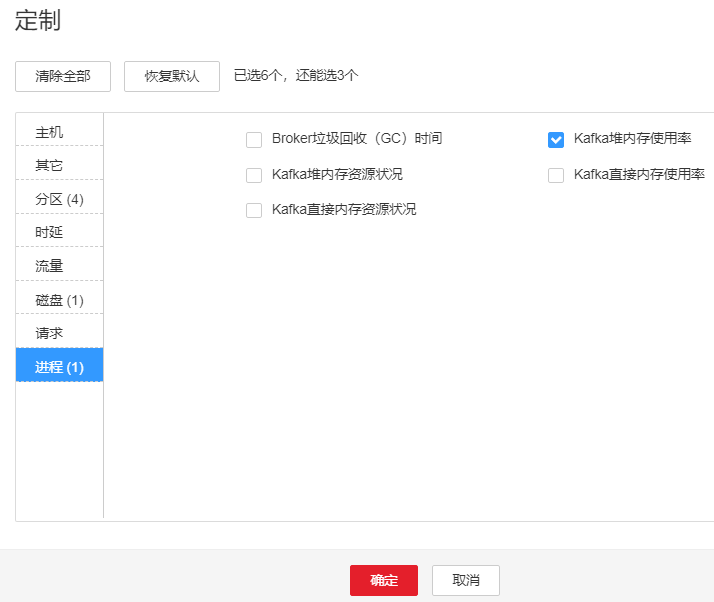 定制
清除全部 恢复默认 已选6个，还能选3个
主机
其它
分区 (4)
时延
流量
磁盘 (1)
请求
进程 (1)
Broker垃圾回收（GC）时间 Kafka堆内存使用率
Kafka堆内存资源状况 Kafka直接内存使用率
Kafka直接内存资源状况
确定 取消